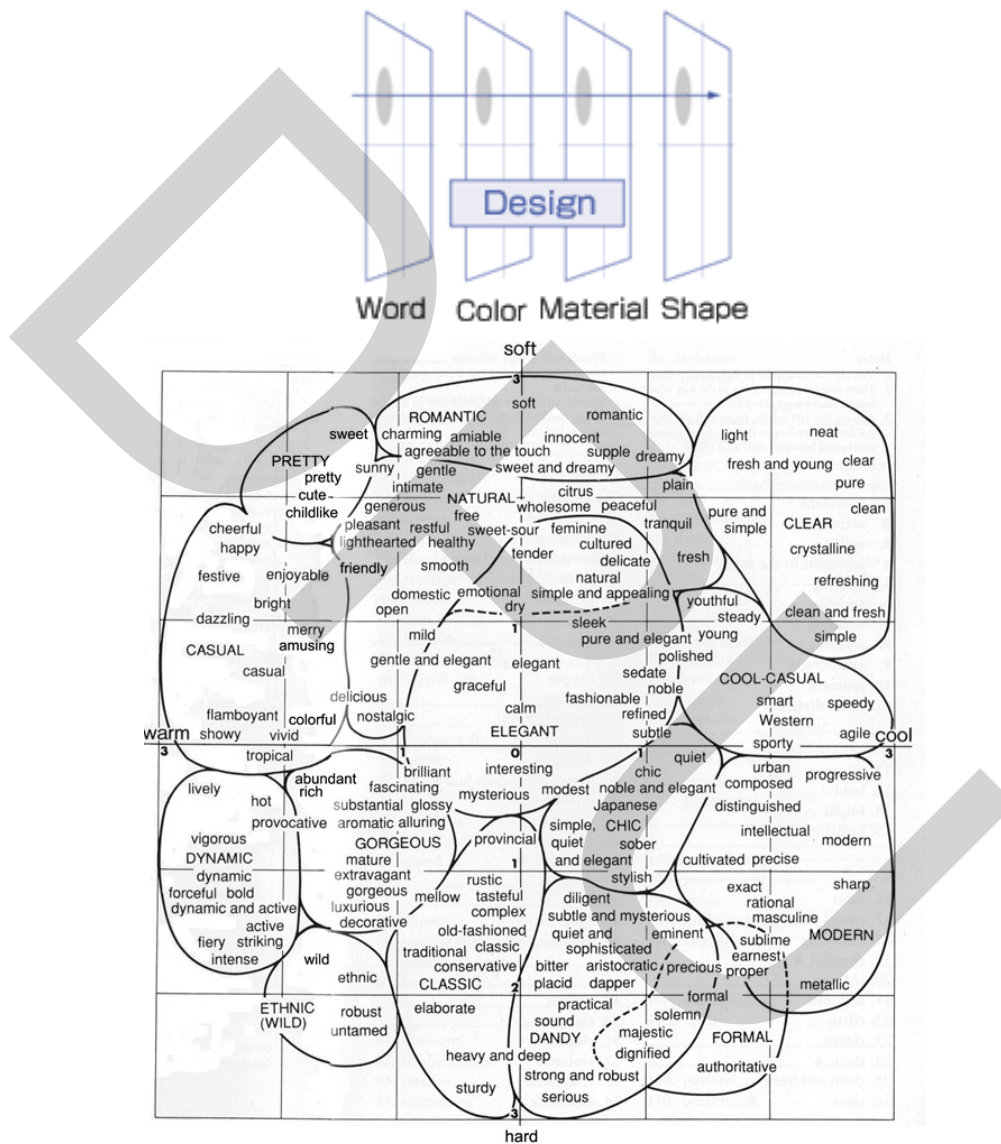 Design
Word Color Material Shape
soft
3
soft
ROMANTIC romantic
sweet charming amiable innocent light neat
agreeable to the touch supple dreamy
PRETTY sunny gentle sweet and dreamy fresh and young clear
pretty intimate plain pure
cute NATURAL citrus
childlike generous free wholesome peaceful pure and simple clean
cheerful pleasant restful sweet-sour feminine tranquil CLEAR
happy lighthearted healthy tender cultured crystalline
friendly smooth delicate fresh
festive enjoyable natural refreshing
domestic emotional simple and appealing youthful
bright open dry steady clean and fresh
dazzling merry 1 sleek
mild pure and elegant young simple
CASUAL amusing polished
casual gentle and elegant elegant sedate COOL-CASUAL
graceful noble
delicious fashionable smart speedy
flamboyant colorful nostalgic calm refined Western
warm showy vivid ELEGANT subtle agile cool
3 1 0 1 sporty 3
tropical quiet
abundant brilliant interesting chic urban progressive
lively rich fascinating modest noble and elegant composed
hot substantial glossy mysterious Japanese distinguished
provocative aromatic alluring simple, CHIC intellectual
vigorous GORGEOUS provincial quiet sober modern
DYNAMIC mature 1 and elegant cultivated precise
dynamic extravagant rustic stylish sharp
forceful bold gorgeous mellow tasteful diligent exact
dynamic and active luxurious complex subtle and mysterious rational
active decorative old-fashioned quiet and eminent masculine
fiery striking traditional classic sophisticated sublime MODERN
intense wild conservative bitter aristocratic precious earnest
ethnic CLASSIC placid dapper proper metallic
2
ETHNIC elaborate practical formal
(WILD) robust sound solemn
untamed DANDY majestic FORMAL
heavy and deep dignified authoritative
sturdy strong and robust
serious
3
hard